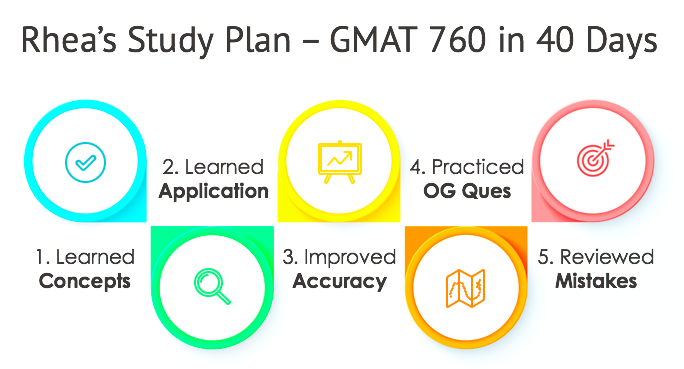 Rhea’s Study Plan – GMAT 760 in 40 Days
1. Learned
Concepts
2. Learned
Application
3. Improved
Accuracy
4. Practiced
OG Ques
5. Reviewed
Mistakes